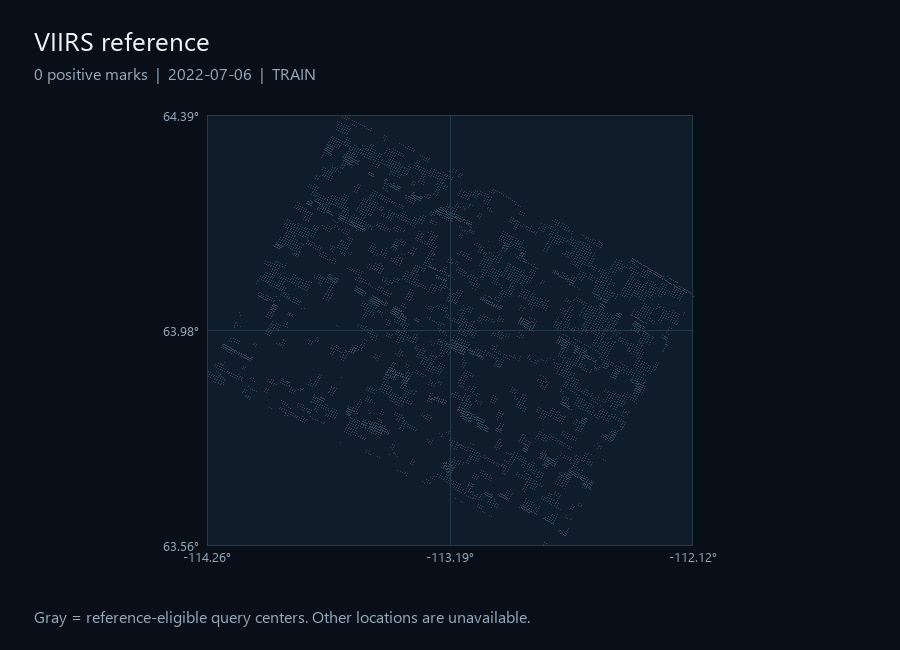 VIIRS reference
0 positive marks | 2022-07-06 | TRAIN
64.39°
63.98°
63.56°
-114.26° -113.19° -112.12°
Gray = reference-eligible query centers. Other locations are unavailable.